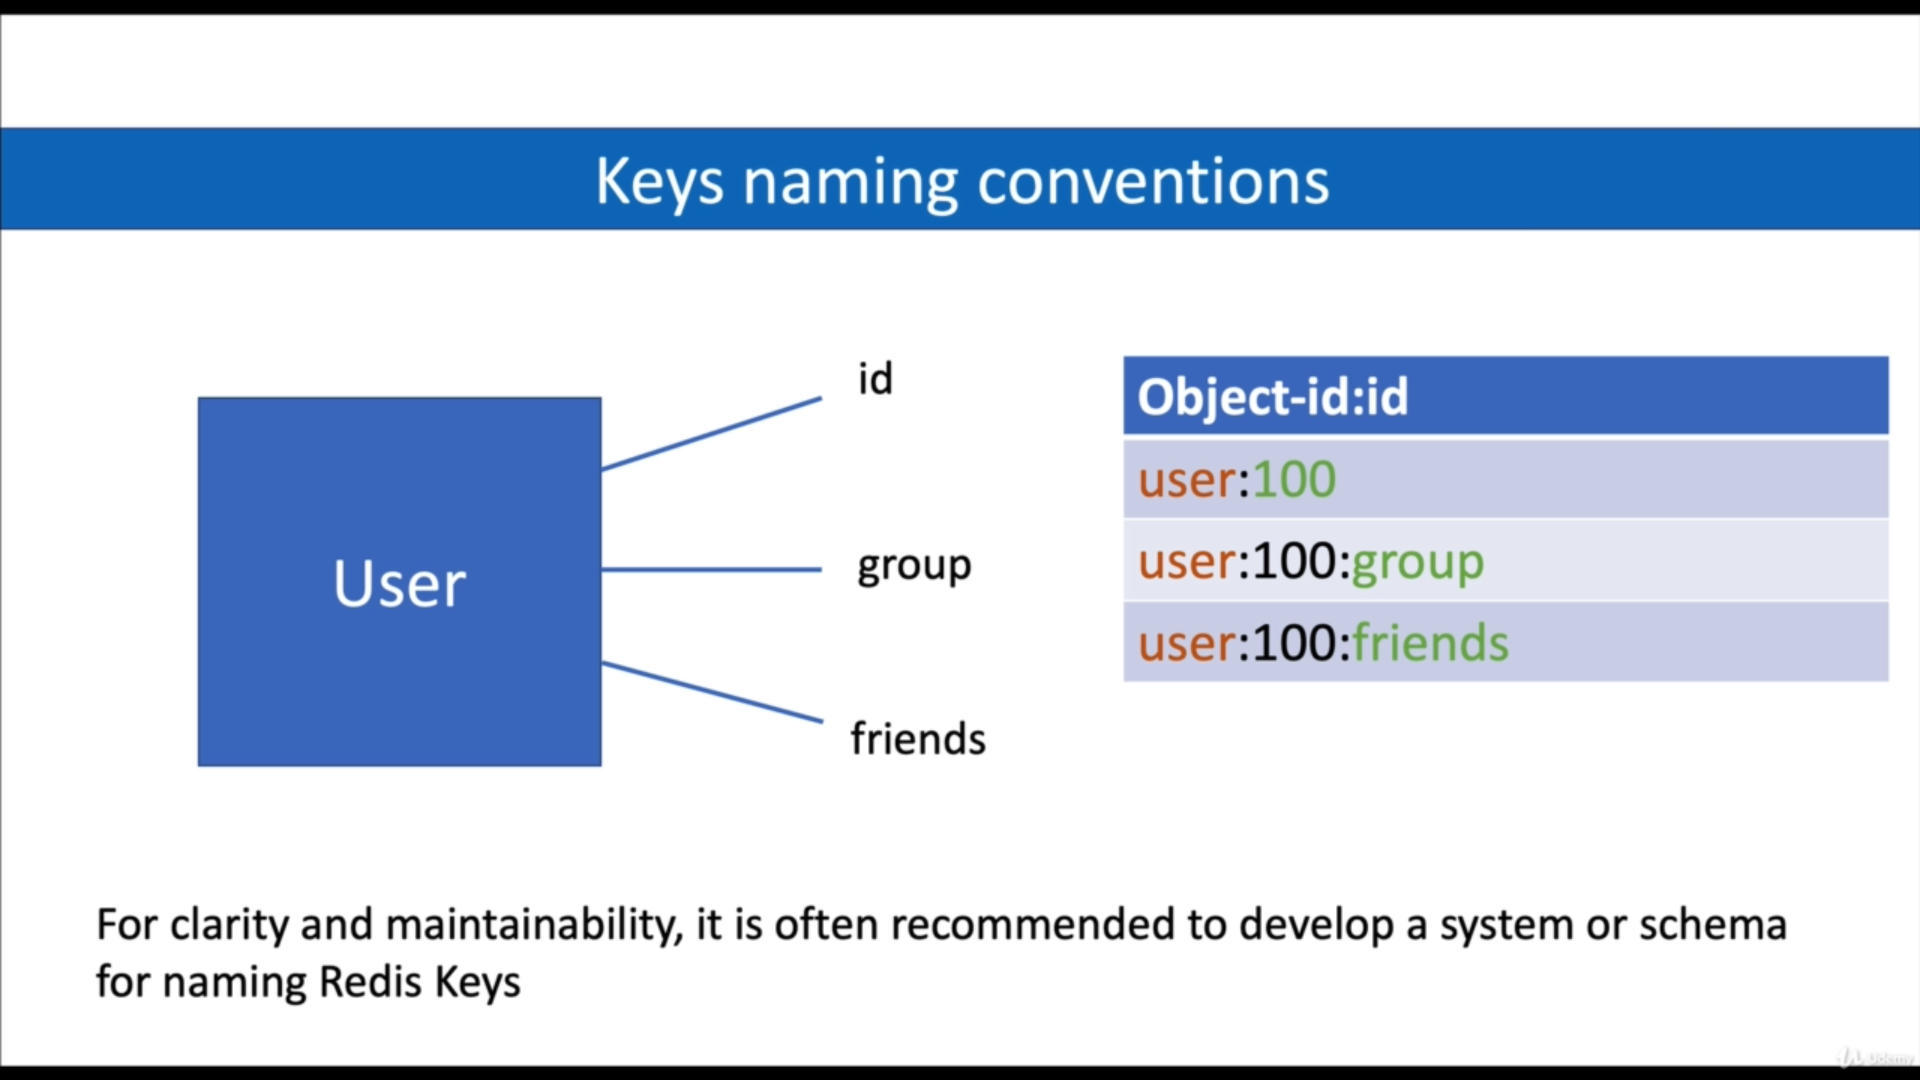 Keys naming conventions
User
id
group
friends
Object-id:id
user:100
user:100:group
user:100:friends
For clarity and maintainability, it is often recommended to develop a system or schema
for naming Redis Keys
Udemy